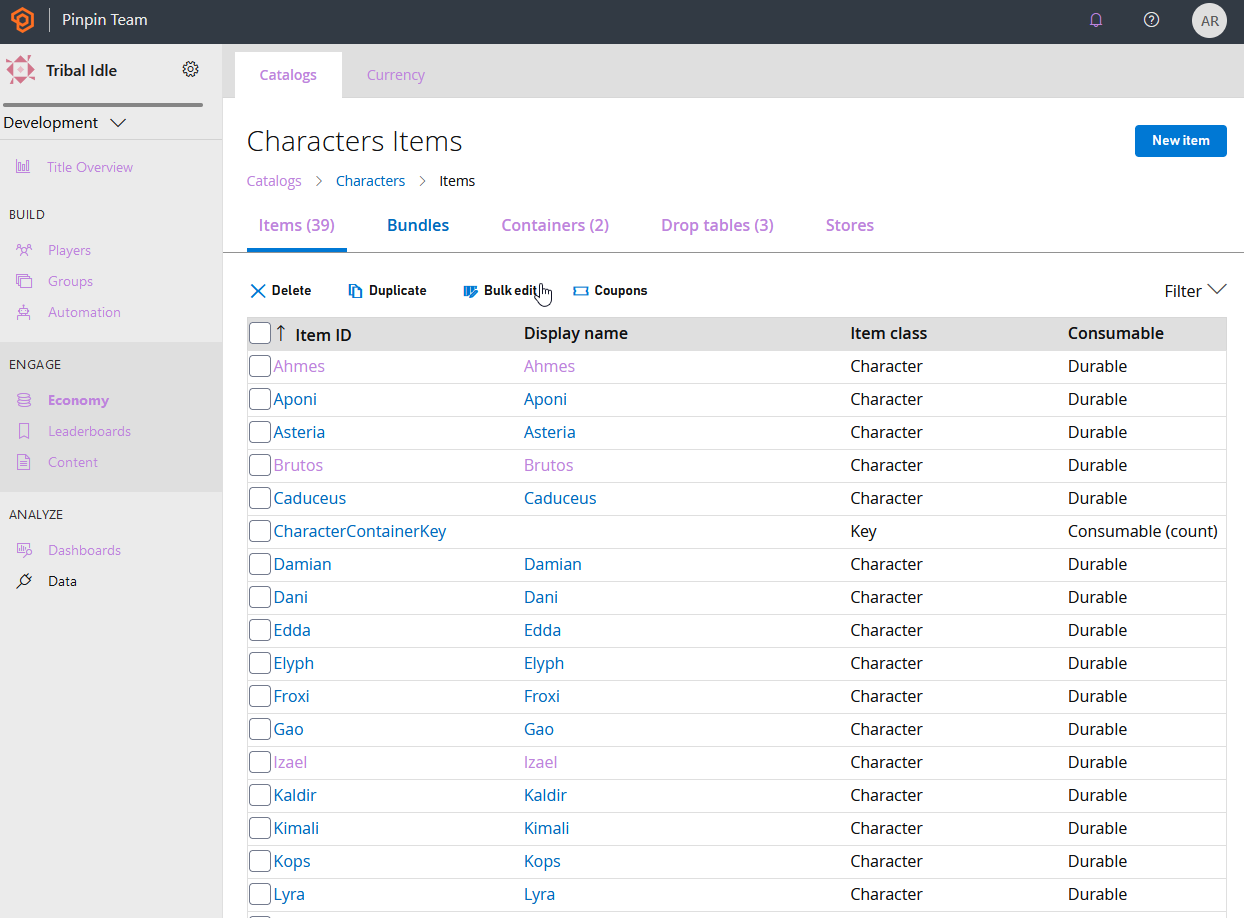 Pinpin Team
AR
Tribal Idle
Development
Title Overview
BUILD
Players
Groups
Automation
ENGAGE
Economy
Leaderboards
Content
ANALYZE
Dashboards
Data
Catalogs Currency
Characters Items
New item
Catalogs > Characters > Items
Items (39) Bundles Containers (2) Drop tables (3) Stores
Delete Duplicate Bulk edit Coupons Filter
↑ Item ID Display name Item class Consumable
Ahmes Ahmes Character Durable
Aponi Aponi Character Durable
Asteria Asteria Character Durable
Brutos Brutos Character Durable
Caduceus Caduceus Character Durable
CharacterContainerKey Key Consumable (count)
Damian Damian Character Durable
Dani Dani Character Durable
Edda Edda Character Durable
Elyph Elyph Character Durable
Froxi Froxi Character Durable
Gao Gao Character Durable
Izael Izael Character Durable
Kaldir Kaldir Character Durable
Kimali Kimali Character Durable
Kops Kops Character Durable
Lyra Lyra Character Durable